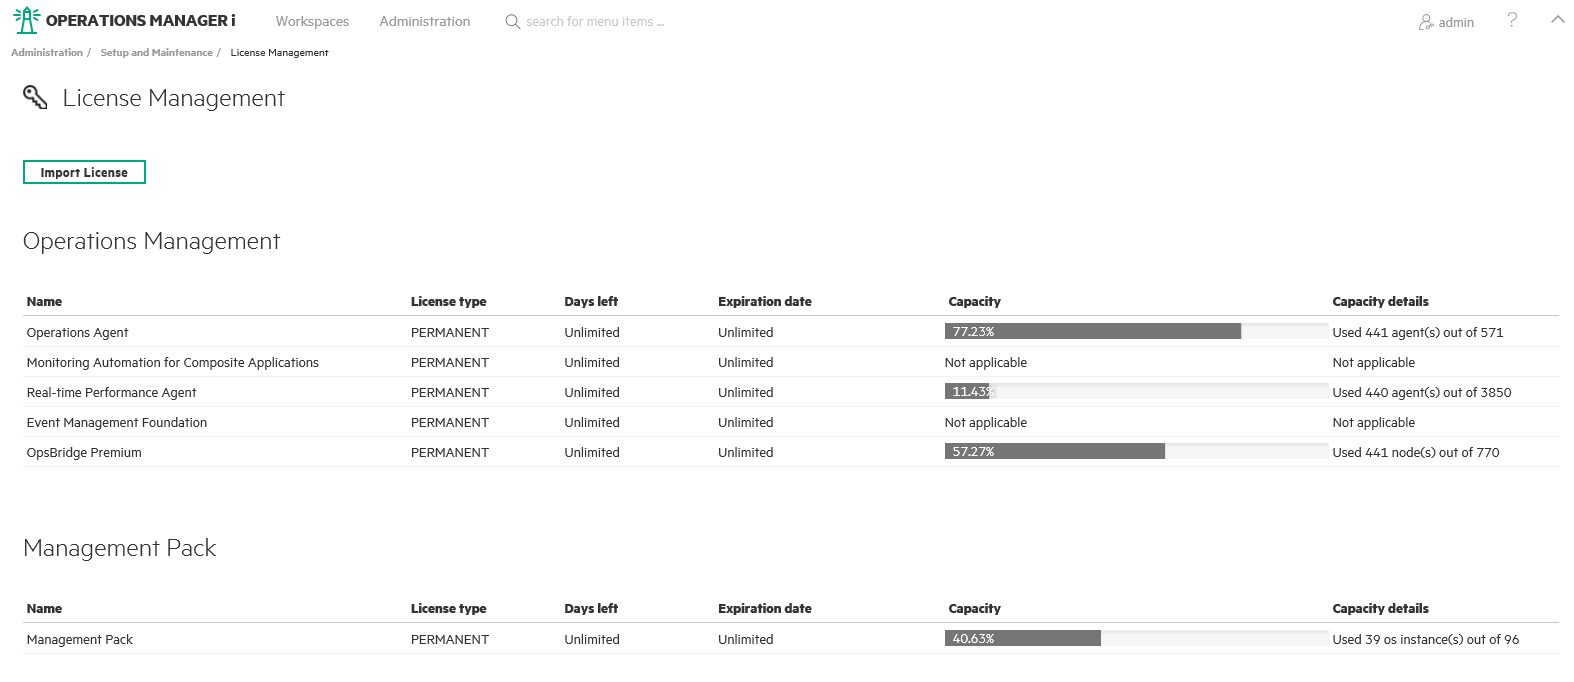 OPERATIONS MANAGER i Workspaces Administration search for menu items ... admin ?
Administration / Setup and Maintenance / License Management
License Management
Import License
Operations Management
Name License type Days left Expiration date Capacity Capacity details
Operations Agent PERMANENT Unlimited Unlimited 77.23% Used 441 agent(s) out of 571
Monitoring Automation for Composite Applications PERMANENT Unlimited Unlimited Not applicable Not applicable
Real-time Performance Agent PERMANENT Unlimited Unlimited 11.43% Used 440 agent(s) out of 3850
Event Management Foundation PERMANENT Unlimited Unlimited Not applicable Not applicable
OpsBridge Premium PERMANENT Unlimited Unlimited 57.27% Used 441 node(s) out of 770
Management Pack
Name License type Days left Expiration date Capacity Capacity details
Management Pack PERMANENT Unlimited Unlimited 40.63% Used 39 os instance(s) out of 96